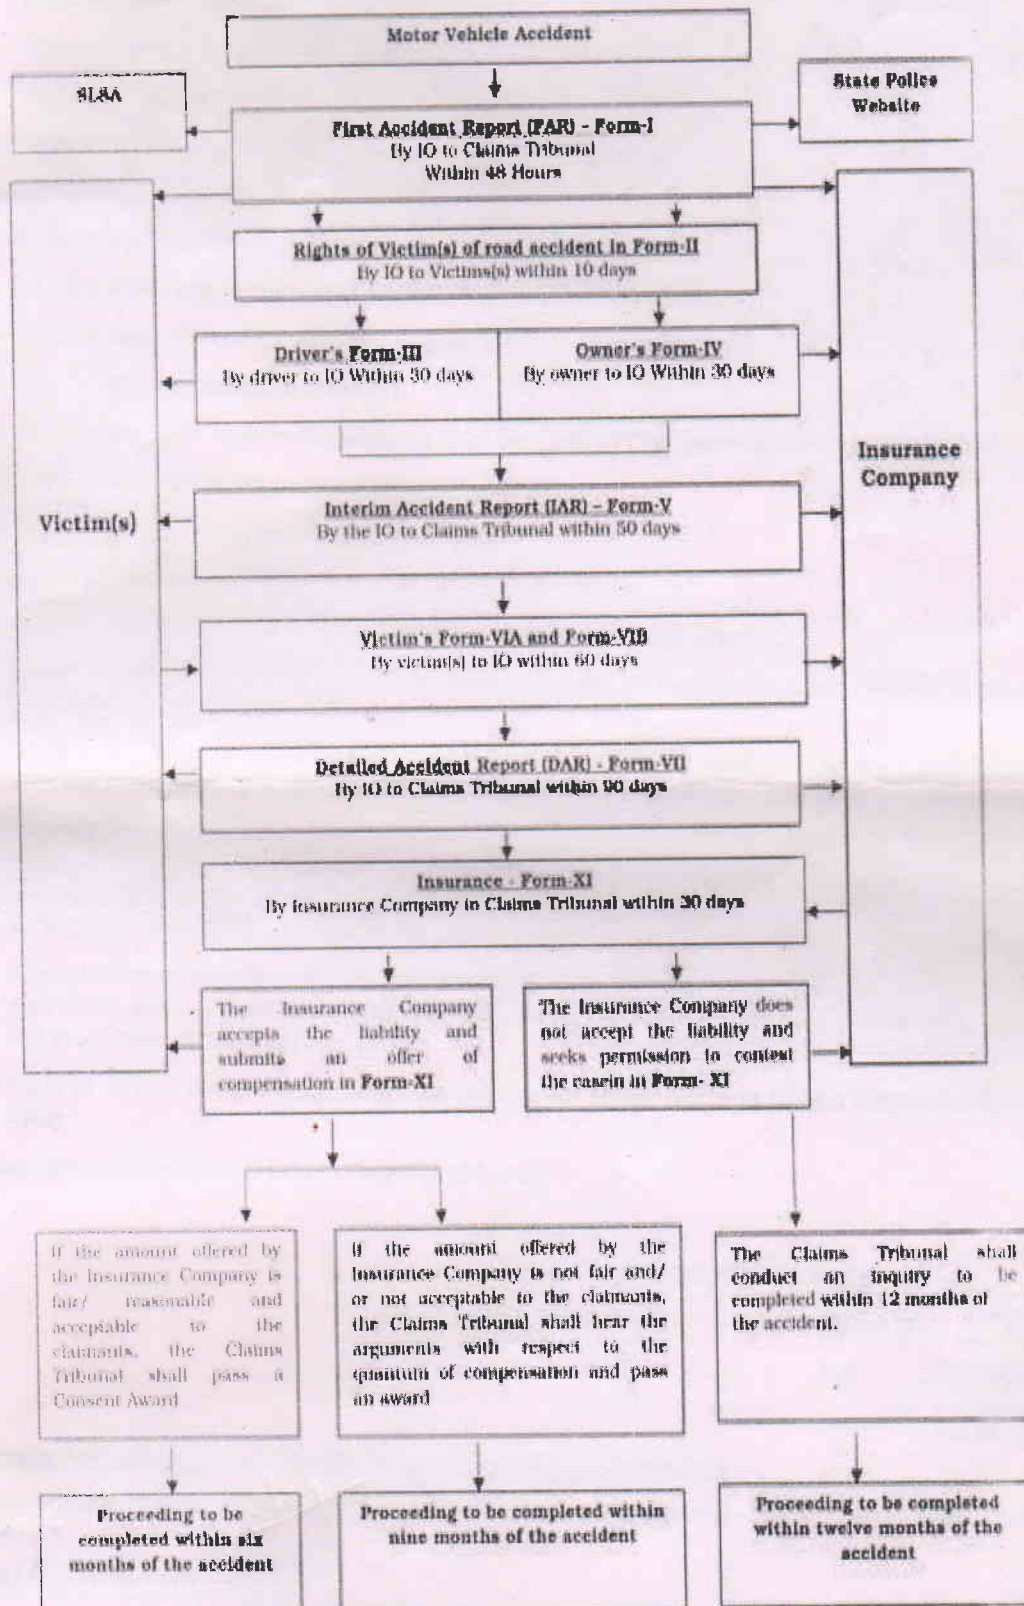 Motor Vehicle Accident
SLSA
State Police
Website
First Accident Report (FAR) - Form-I
By IO to Claims Tribunal
Within 48 Hours
Rights of Victim(s) of road accident in Form-II
By IO to Victims(s) within 10 days
Driver's Form-III
By driver to IO Within 30 days
Owner's Form-IV
By owner to IO Within 30 days
Insurance
Company
Victim(s)
Interim Accident Report (IAR) – Form-V
By the IO to Claims Tribunal within 50 days
Victim's Form-VIA and
By victim(s) to IO within 60 days
Detailed Accident Report (DAR) - Form-VII
By IO to Claims Tribunal within 90 days
Insurance - Form-XI
By Insurance Company to Claims Tribunal within 30 days
The Insurance Company
accepts the liability and
submits an offer of
compensation in Form-XI
The Insurance Company does
not accept the liability and
seeks permission to contest
the casein in Form- XI
If the amount offered by
the Insurance Company is
fair/ reasonable and
acceptable to the
claimants, the Claims
Tribunal shall pass a
Consent Award
If the amount offered by the
Insurance Company is not fair and/
or not acceptable to the claimants,
the Claims Tribunal shall hear the
arguments with respect to the
quantum of compensation and pass
an award
The Claims Tribunal shall
conduct an inquiry to be
completed within 12 months of
the accident.
Proceeding to be
completed within six
months of the accident
Proceeding to be completed within
nine months of the accident
Proceeding to be completed
within twelve months of the
accident